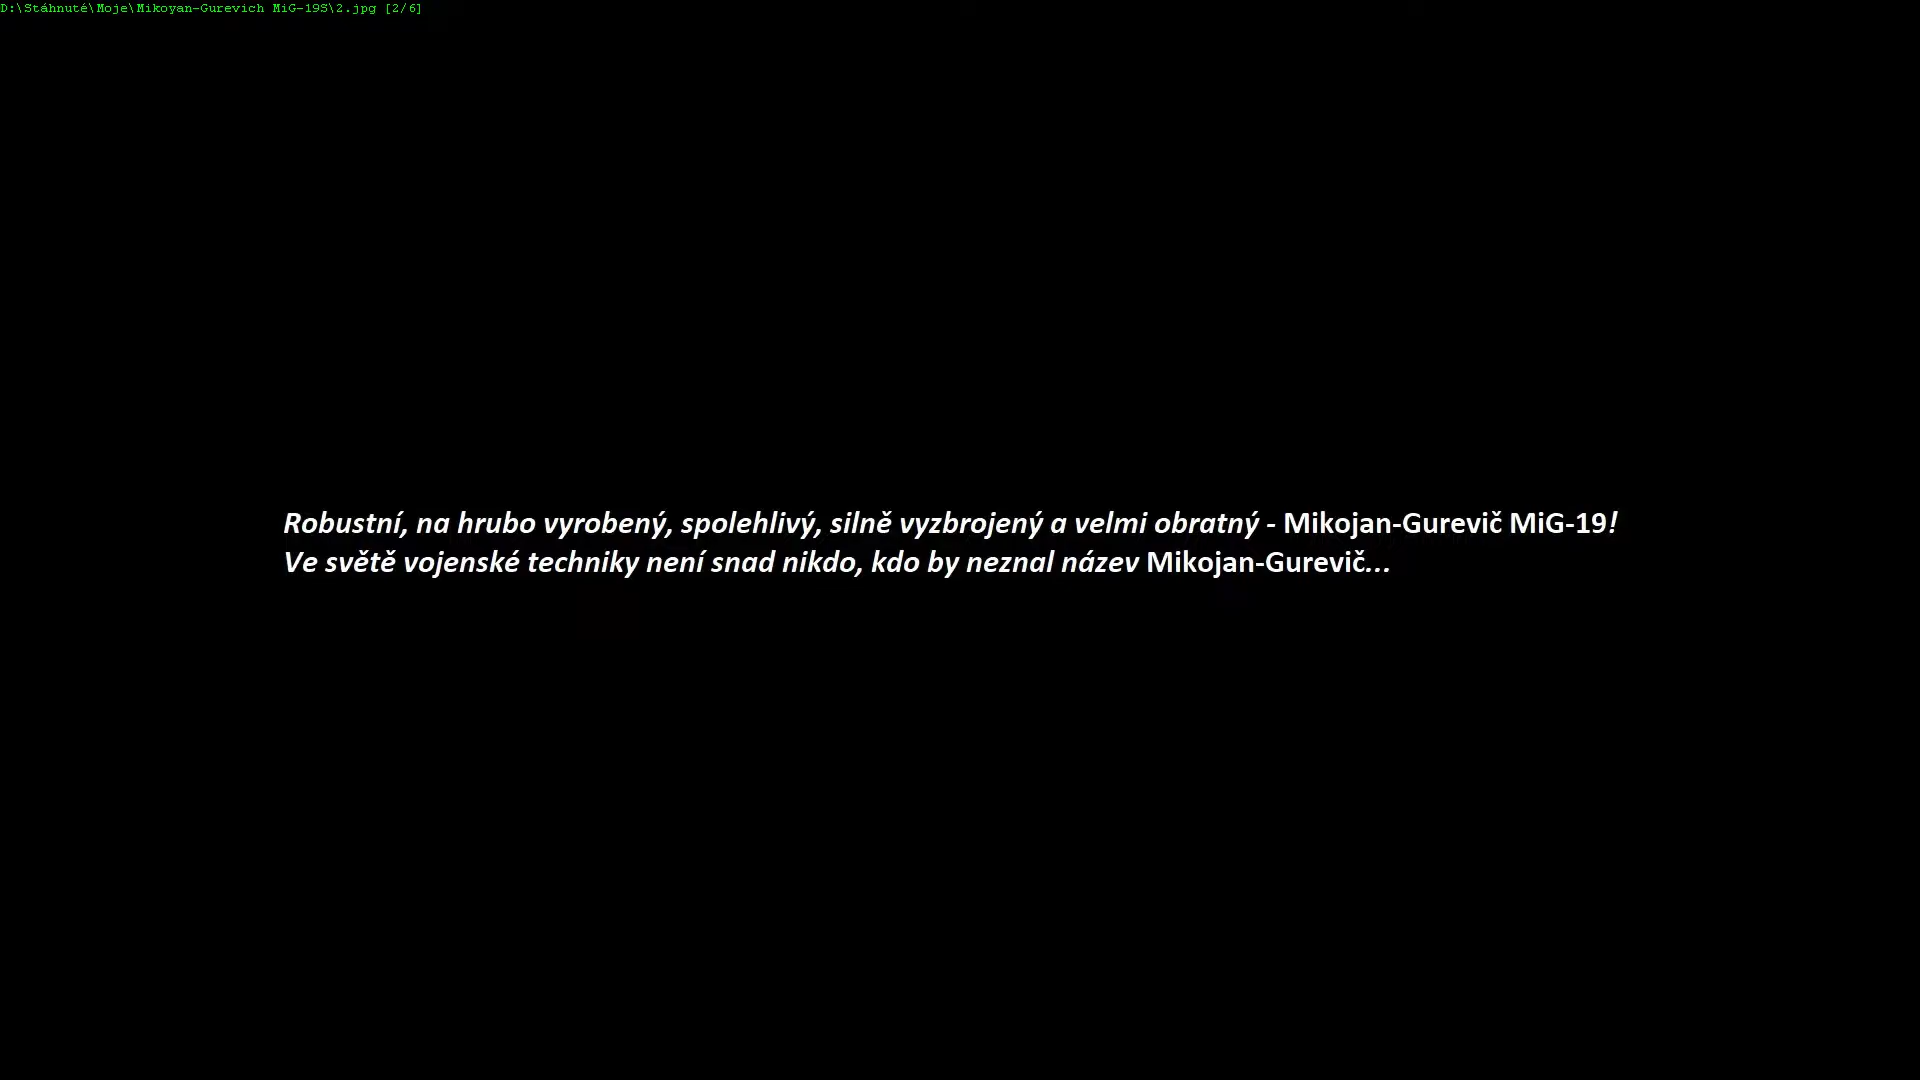 D:\Stáhnuté\Moje\Mikoyan-Gurevich MiG-19S\2.jpg [2/6]
Robustní, na hrubo vyrobený, spolehlivý, silně vyzbrojený a velmi obratný - Mikojan-Gurevič MiG-19!
Ve světě vojenské techniky není snad nikdo, kdo by neznal název Mikojan-Gurevič...